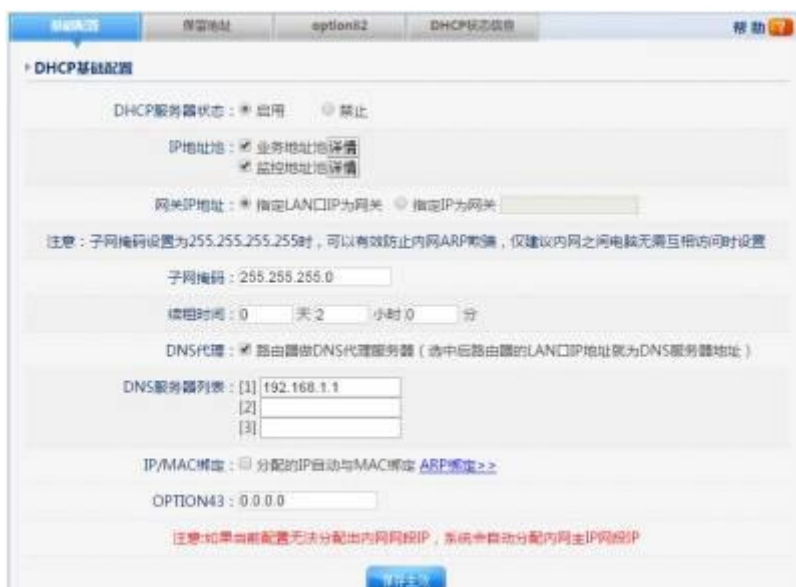 基础配置 保留地址 option82 DHCP状态信息 帮助
DHCP基础配置
DHCP服务器状态：启用 禁止
IP地址池：业务地址池 详情
监控地址池 详情
网关IP地址：指定LAN口IP为网关 指定IP为网关
注意：子网掩码设置为255.255.255.255时，可以有效防止内网ARP欺骗，仅建议内网之间电脑无需互相访问时设置
子网掩码：255.255.255.0
续租时间：0 天 2 小时 0 分
DNS代理：路由器做DNS代理服务器（选中后路由器的LAN口IP地址就为DNS服务器地址）
DNS服务器列表：[1] 192.168.1.1
[2]
[3]
IP/MAC绑定：分配的IP自动与MAC绑定 ARP绑定>>
OPTION43：0.0.0.0
注意:如果当前配置无法分配出内网网段IP，系统会自动分配内网主IP网段IP
保存生效